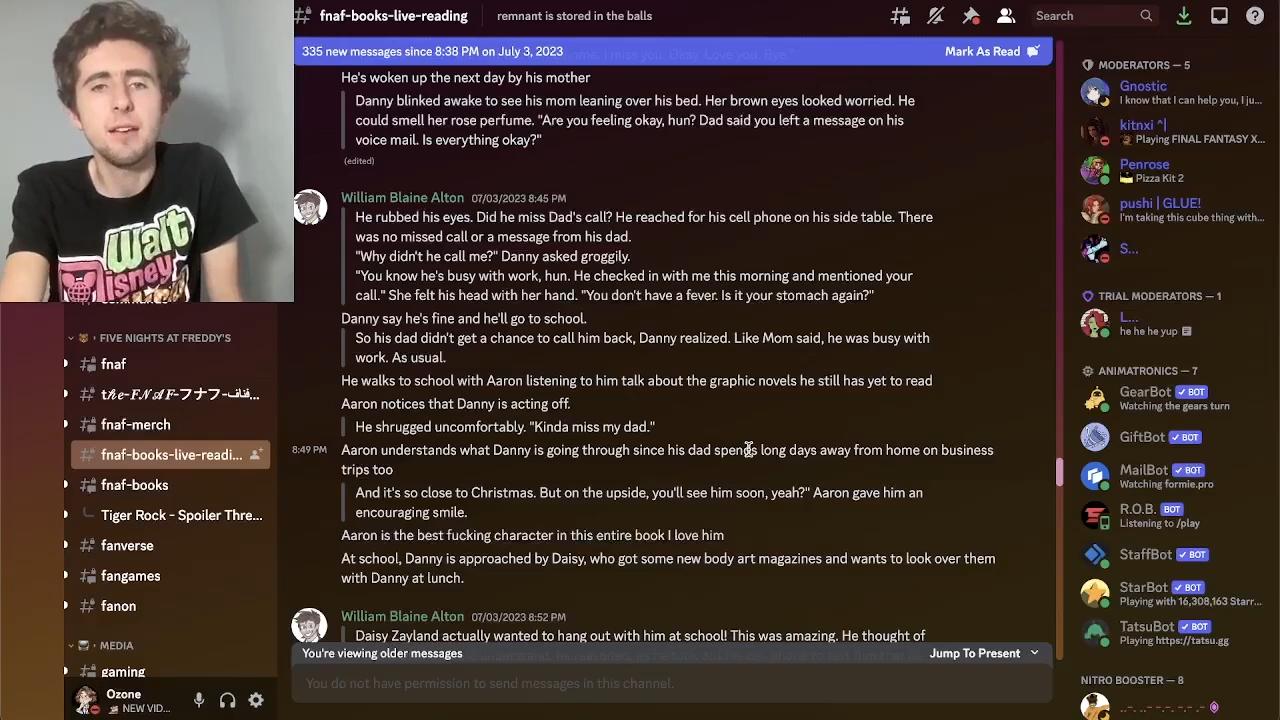 fnaf-books-live-reading
remnant is stored in the balls
Search
335 new messages since 8:38 PM on July 3, 2023
Mark As Read
He's woken up the next day by his mother
Danny blinked awake to see his mom leaning over his bed. Her brown eyes looked worried. He
could smell her rose perfume. "Are you feeling okay, hun? Dad said you left a message on his
voice mail. Is everything okay?"
(edited)
William Blaine Alton 07/03/2023 8:45 PM
He rubbed his eyes. Did he miss Dad's call? He reached for his cell phone on his side table. There
was no missed call or a message from his dad.
"Why didn't he call me?" Danny asked groggily.
"You know he's busy with work, hun. He checked in with me this morning and mentioned your
call." She felt his head with her hand. "You don't have a fever. Is it your stomach again?"
Danny say he's fine and he'll go to school.
So his dad didn't get a chance to call him back, Danny realized. Like Mom said, he was busy with
work. As usual.
He walks to school with Aaron listening to him talk about the graphic novels he still has yet to read
Aaron notices that Danny is acting off.
He shrugged uncomfortably. "Kinda miss my dad."
8:49 PM
Aaron understands what Danny is going through since his dad spends long days away from home on business
trips too
And it's so close to Christmas. But on the upside, you'll see him soon, yeah?" Aaron gave him an
encouraging smile.
Aaron is the best fucking character in this entire book I love him
At school, Danny is approached by Daisy, who got some new body art magazines and wants to look over them
with Danny at lunch.
William Blaine Alton 07/03/2023 8:52 PM
Daisy Zayland actually wanted to hang out with him at school! This was amazing. He thought of
You're viewing older messages
Jump To Present
You do not have permission to send messages in this channel.
Walt
Disney
FIVE NIGHTS AT FREDDY'S
fnaf
fnaf-merch
fnaf-books-live-readi...
fnaf-books
Tiger Rock - Spoiler Thre...
fanverse
fangames
fanon
MEDIA
gaming
Ozone
NEW VID...
MODERATORS — 5
Gnostic
I know that I can help you, I ju...
kitnxi ^|
Playing FINAL FANTASY X...
Penrose
Pizza Kit 2
pushi | GLUE!
I'm taking this cube thing with...
S...
TRIAL MODERATORS — 1
L...
he he he yup
ANIMATRONICS — 7
GearBot BOT
Watching the gears turn
GiftBot BOT
MailBot BOT
Watching formie.pro
R.O.B. BOT
Listening to /play
StaffBot BOT
StarBot BOT
Playing with 16,308,163 Starr...
TatsuBot BOT
Playing https://tatsu.gg
NITRO BOOSTER — 8